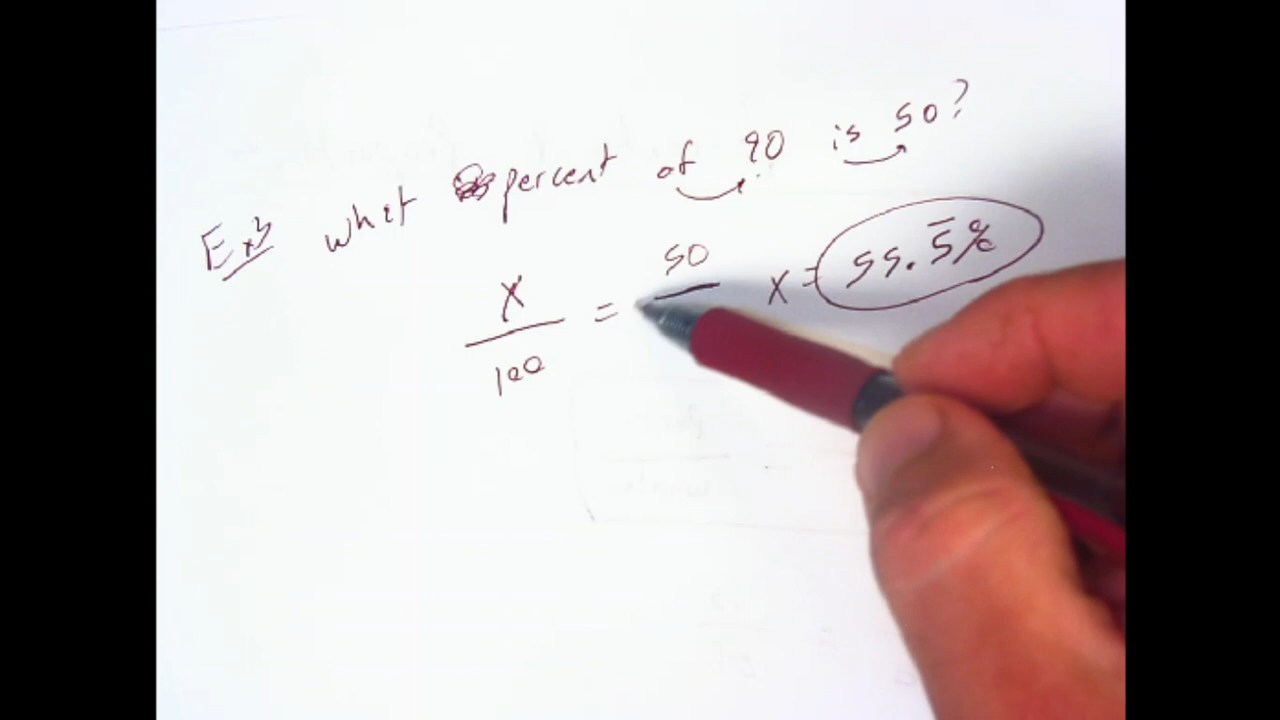 Ex3 what percent of 90 is 50?
X/100 = 50/
x = 55.5̅%